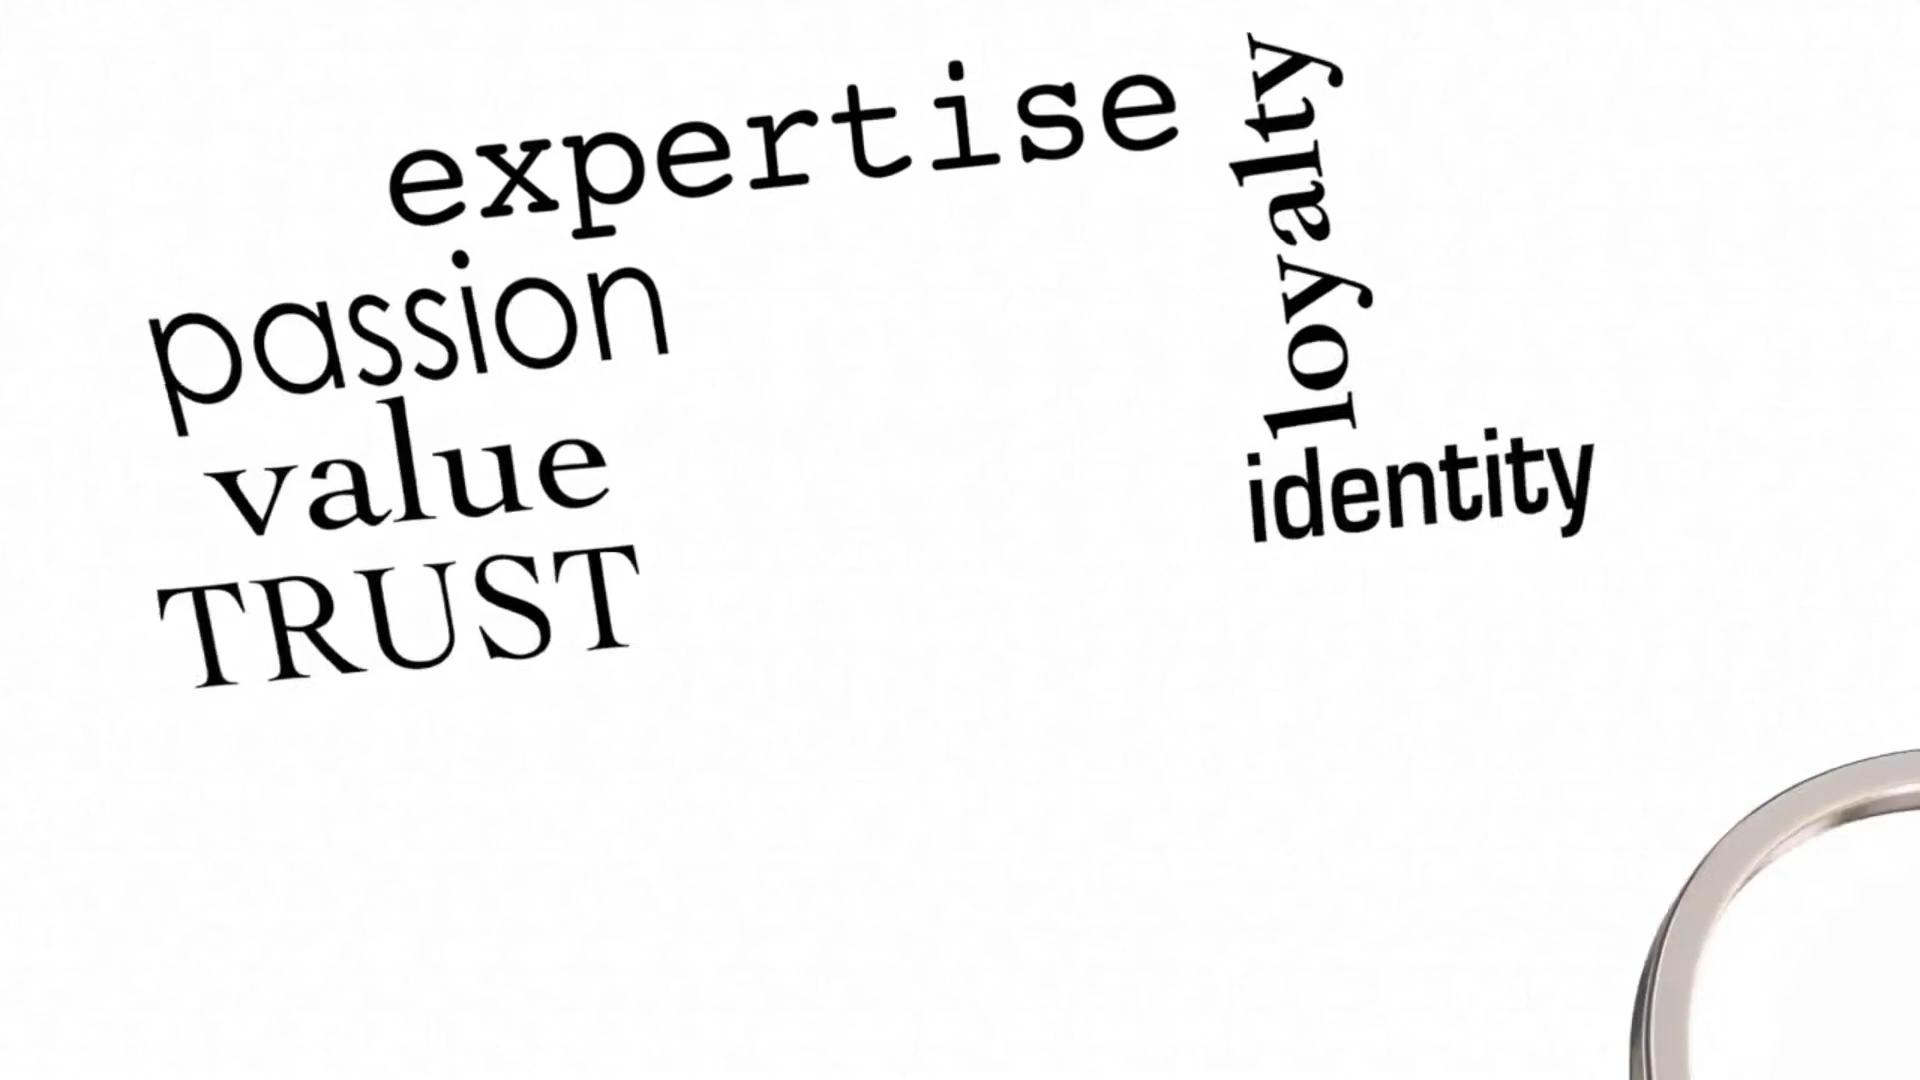 expertise
loyalty
passion
value
identity
TRUST